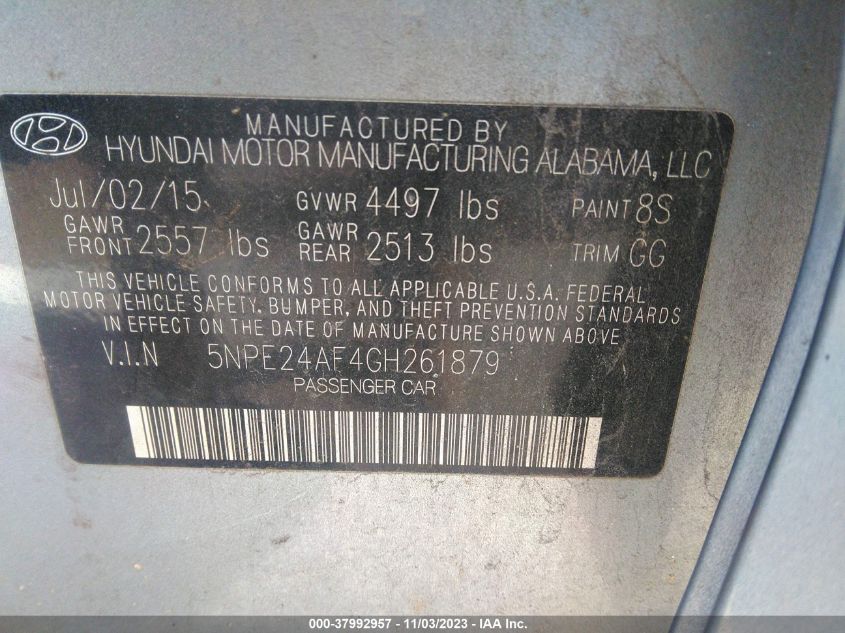 MANUFACTURED BY
HYUNDAI MOTOR MANUFACTURING ALABAMA, LLC
Jul/02/15 GVWR 4497 lbs PAINT 8S
GAWR FRONT 2557 lbs GAWR REAR 2513 lbs TRIM GG
THIS VEHICLE CONFORMS TO ALL APPLICABLE U.S.A. FEDERAL
MOTOR VEHICLE SAFETY, BUMPER, AND THEFT PREVENTION STANDARDS
IN EFFECT ON THE DATE OF MANUFACTURE SHOWN ABOVE
V.I.N 5NPE24AF4GH261879
PASSENGER CAR
000-37992957 - 11/03/2023 - IAA Inc.